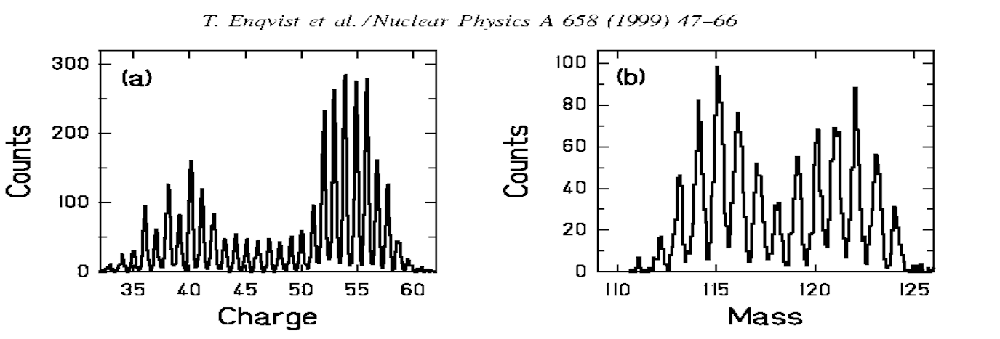 T. Enqvist et al. / Nuclear Physics A 658 (1999) 47–66
(a)
300
200
100
0
Counts
35 40 45 50 55 60
Charge
(b)
100
80
60
40
20
0
Counts
110 115 120 125
Mass